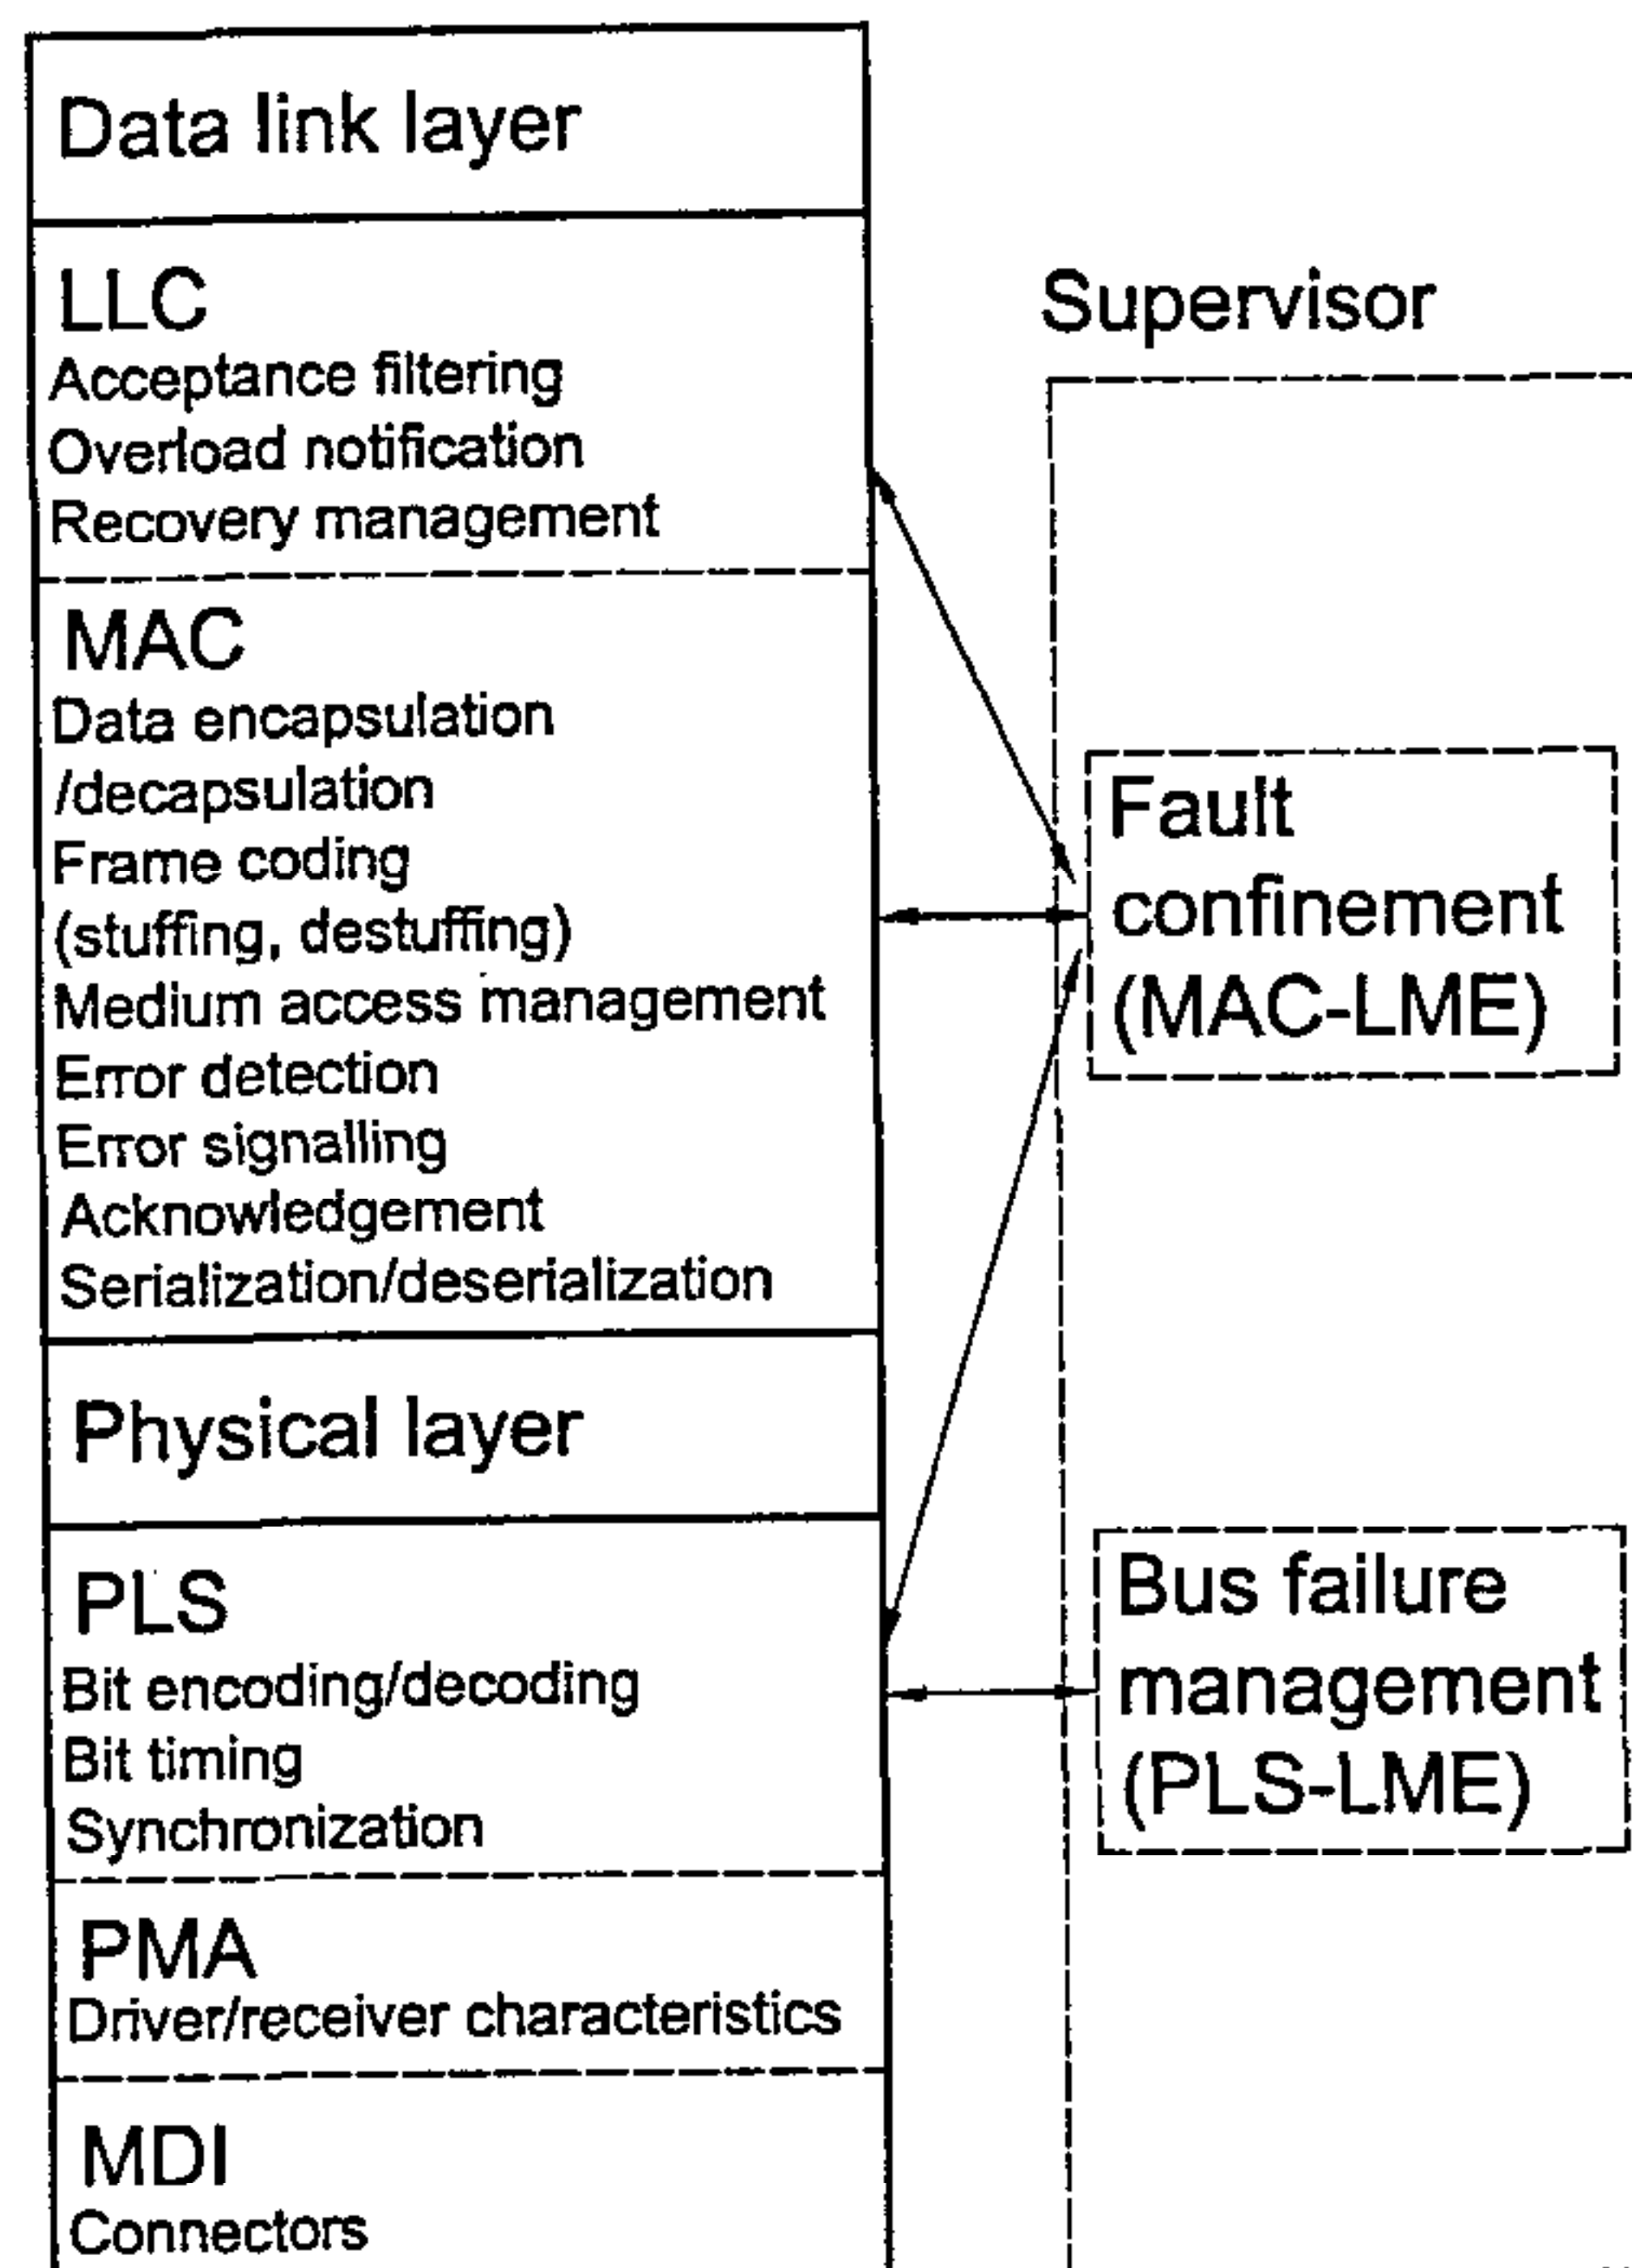 Data link layer
LLC
Acceptance filtering
Overload notification
Recovery management
MAC
Data encapsulation
/decapsulation
Frame coding
(stuffing, destuffing)
Medium access management
Error detection
Error signalling
Acknowledgement
Serialization/deserialization
Physical layer
PLS
Bit encoding/decoding
Bit timing
Synchronization
PMA
Driver/receiver characteristics
MDI
Connectors
Supervisor
Fault
confinement
(MAC-LME)
Bus failure
management
(PLS-LME)